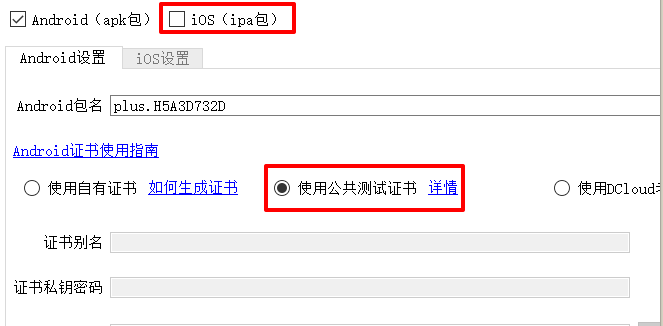 Android（apk包） iOS（ipa包）
Android设置 iOS设置
Android包名 plus.H5A3D732D
Android证书使用指南
使用自有证书 如何生成证书 使用公共测试证书 详情 使用DCloud
证书别名
证书私钥密码